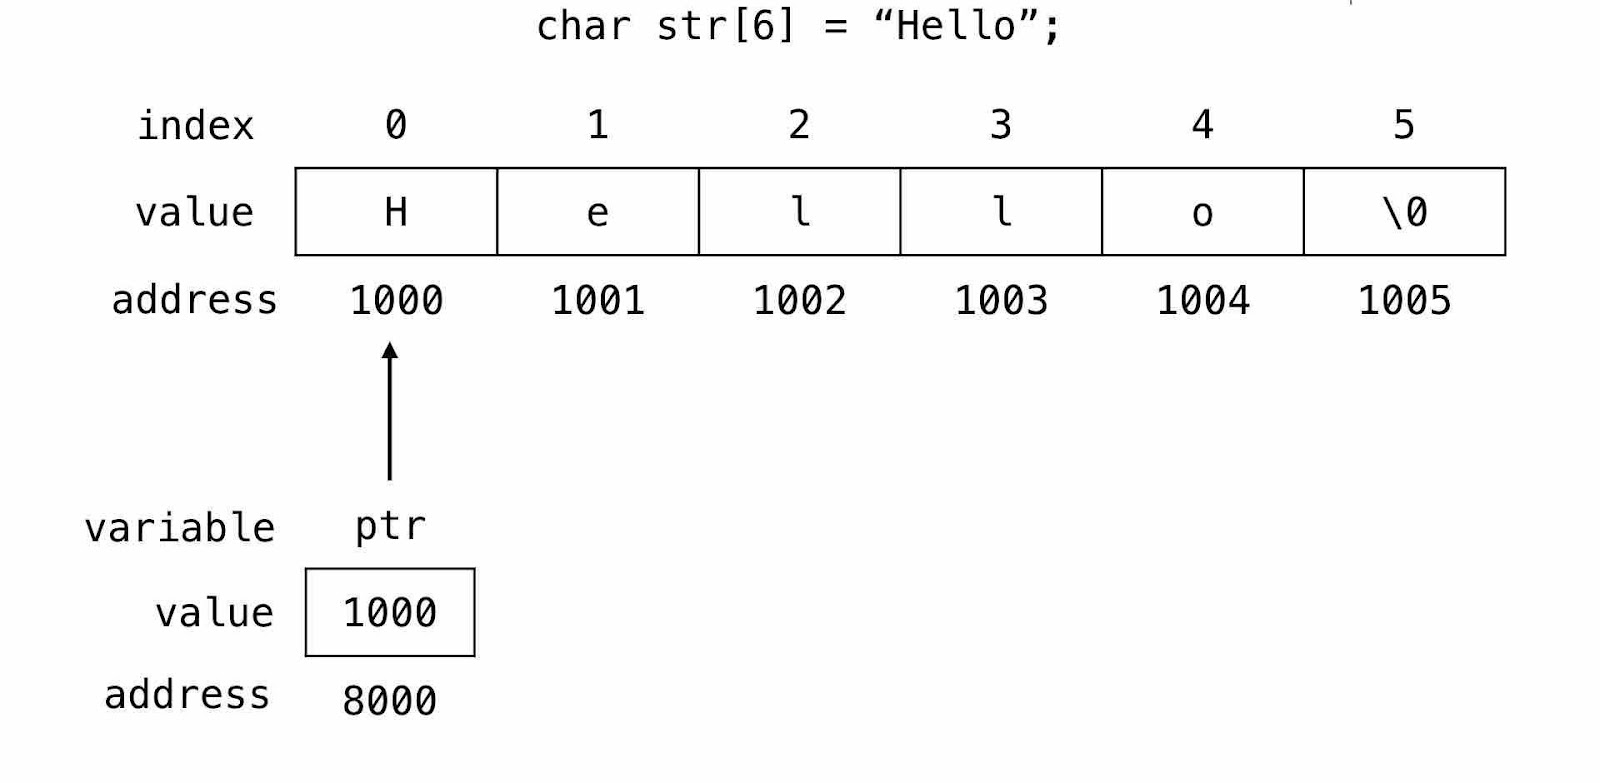 char str[6] = “Hello”;
index 0 1 2 3 4 5
value H e l l o \0
address 1000 1001 1002 1003 1004 1005
variable ptr
value 1000
address 8000